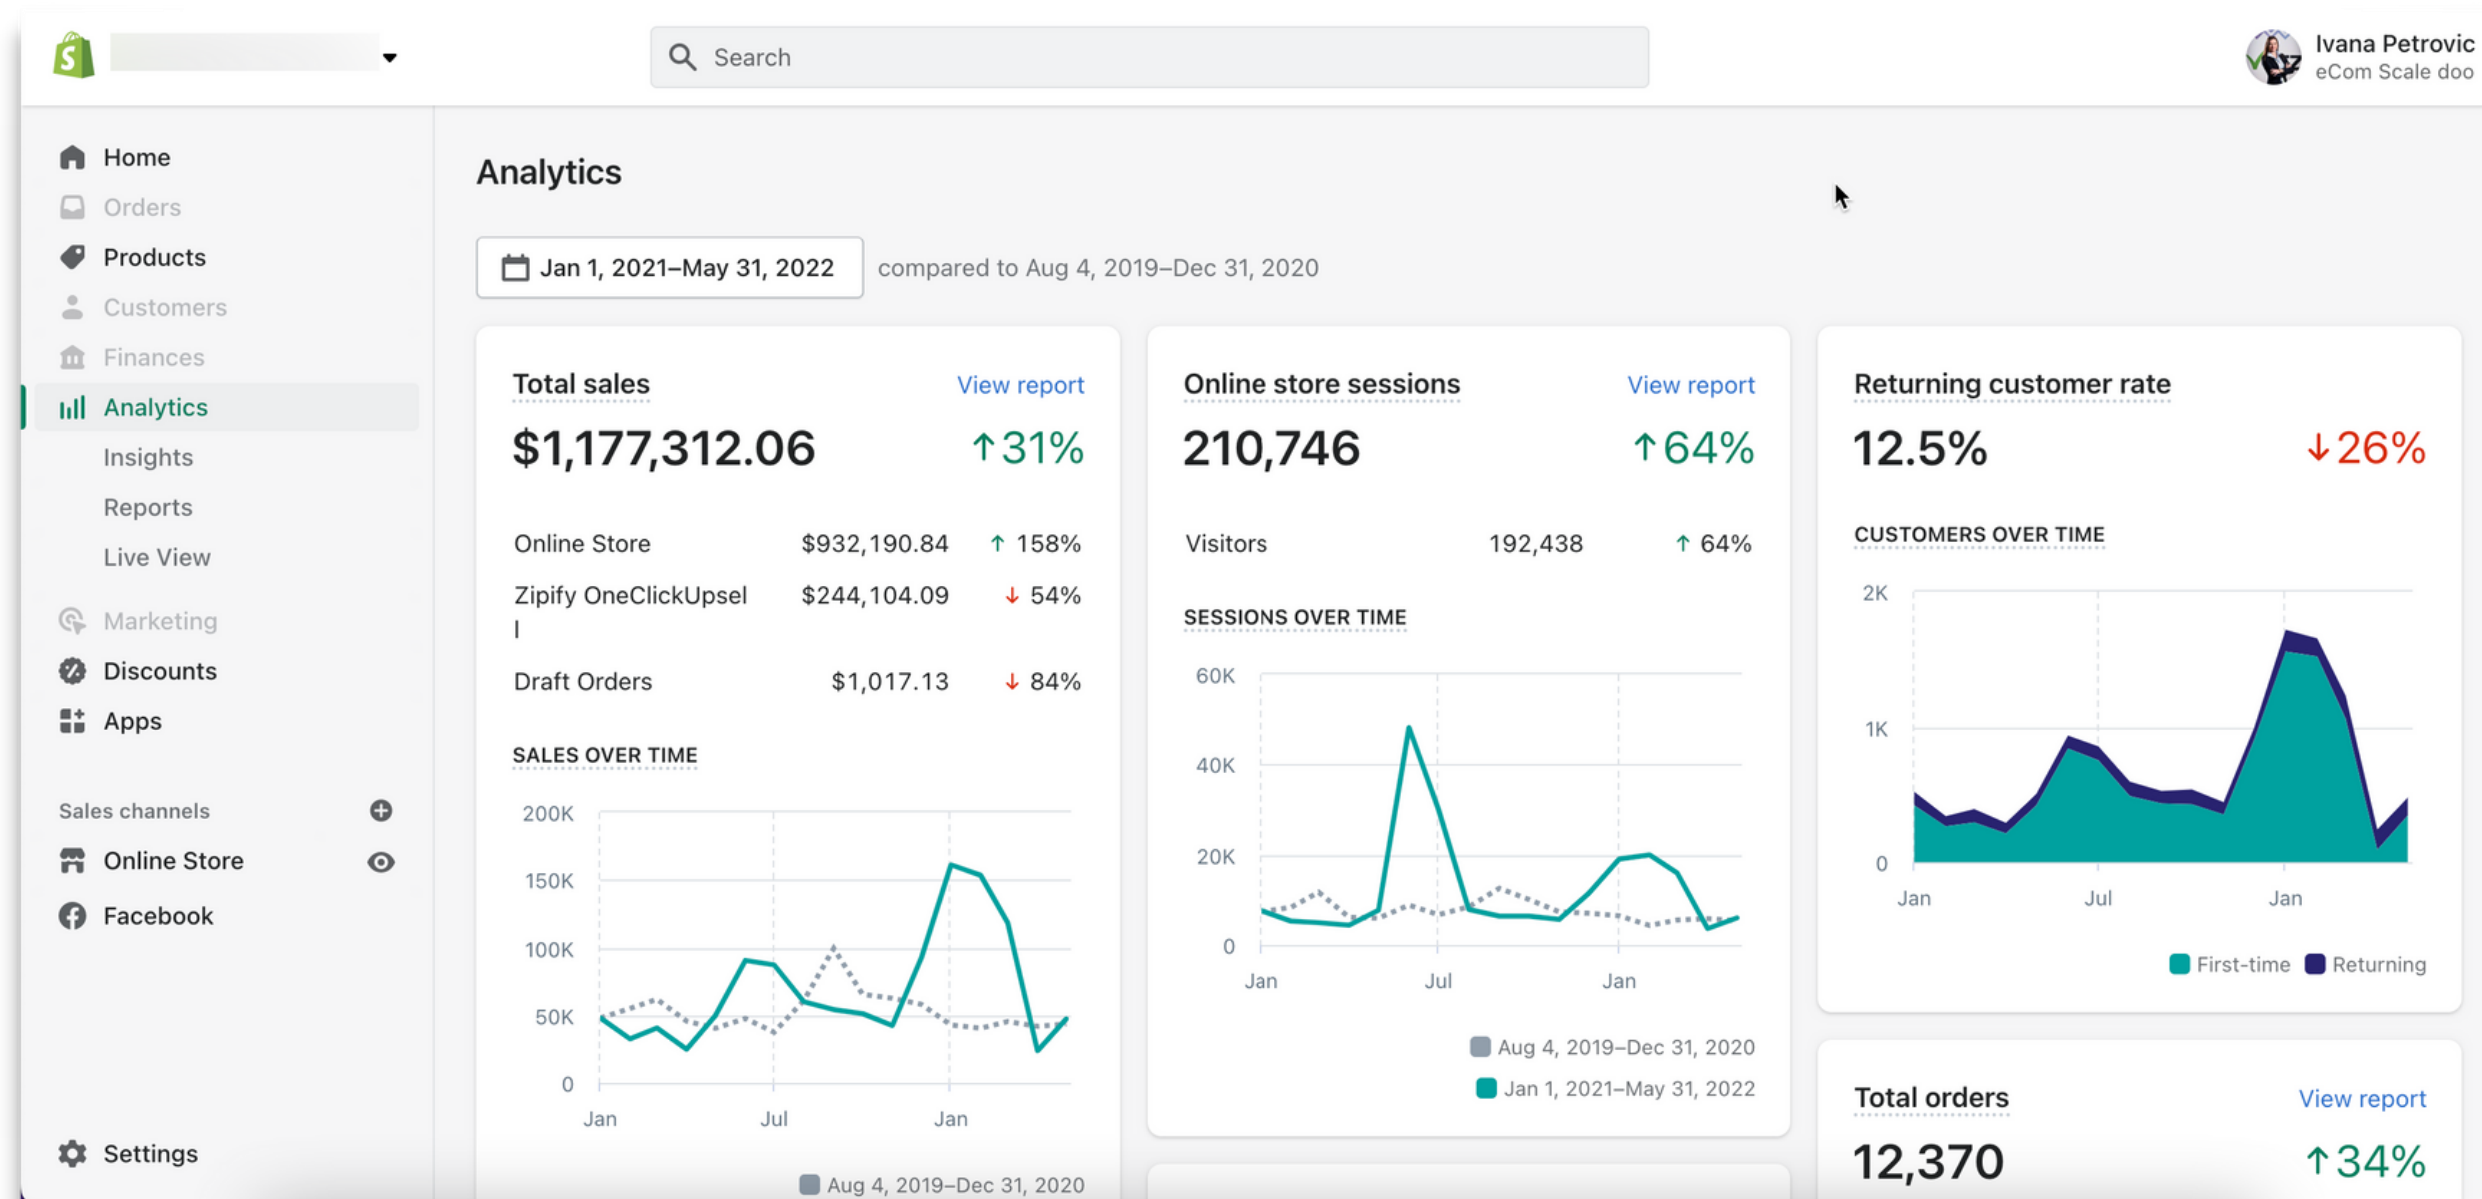 S
Search
Ivana Petrovic
eCom Scale doo
Home
Orders
Products
Customers
Finances
Analytics
Insights
Reports
Live View
Marketing
Discounts
Apps
Sales channels
Online Store
Facebook
Settings
Analytics
Jan 1, 2021–May 31, 2022 compared to Aug 4, 2019–Dec 31, 2020
Total sales View report
$1,177,312.06 ↑31%
Online Store $932,190.84 ↑ 158%
Zipify OneClickUpsel $244,104.09 ↓ 54%
l
Draft Orders $1,017.13 ↓ 84%
SALES OVER TIME
200K
150K
100K
50K
0
Jan Jul Jan
Aug 4, 2019–Dec 31, 2020
Online store sessions View report
210,746 ↑64%
Visitors 192,438 ↑ 64%
SESSIONS OVER TIME
60K
40K
20K
0
Jan Jul Jan
Aug 4, 2019–Dec 31, 2020
Jan 1, 2021–May 31, 2022
Returning customer rate
12.5% ↓26%
CUSTOMERS OVER TIME
2K
1K
0
Jan Jul Jan
First-time Returning
Total orders View report
12,370 ↑34%